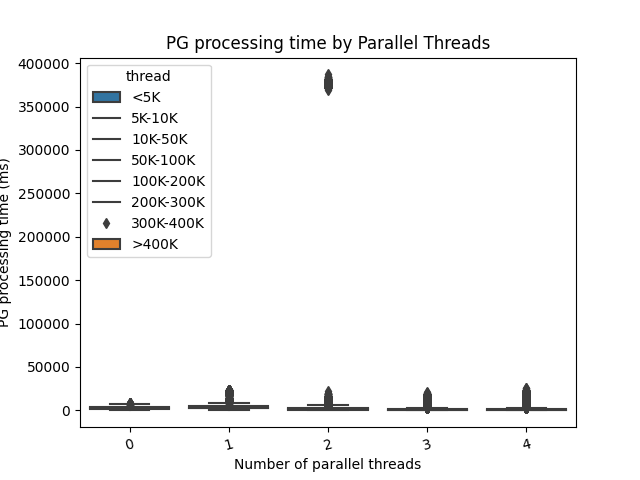 PG processing time by Parallel Threads
PG processing time (ms)
400000
350000
300000
250000
200000
150000
100000
50000
0
thread
<5K
5K-10K
10K-50K
50K-100K
100K-200K
200K-300K
300K-400K
>400K
0 1 2 3 4
Number of parallel threads